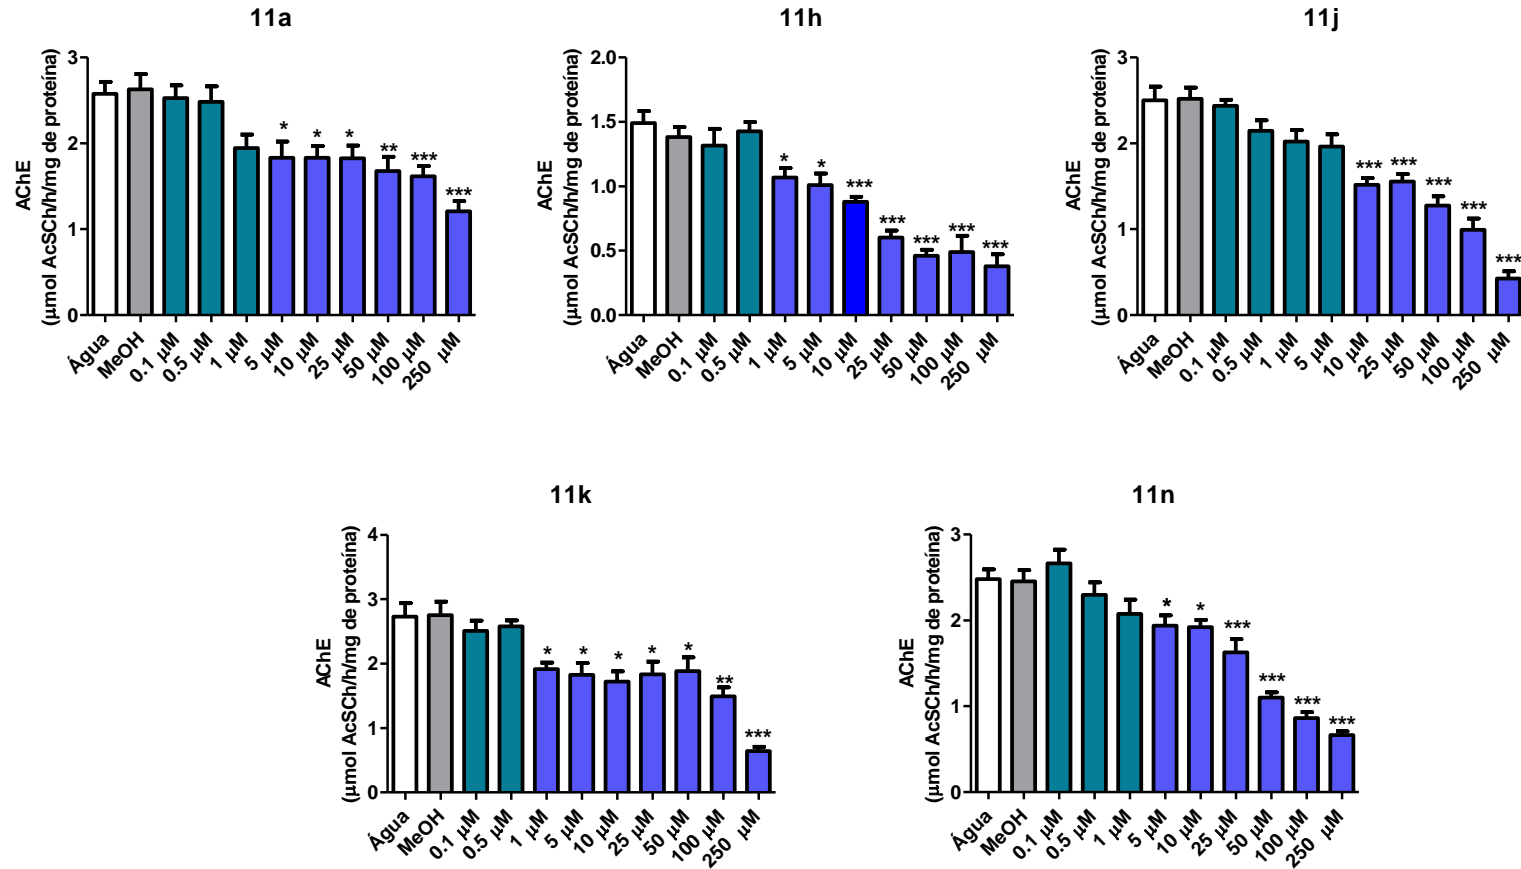 11a
AChE
(µmol AcSCh/h/mg de proteína)
3
2
1
0
* * * ** *** ***
Água MeOH 0.1 µM 0.5 µM 1 µM 5 µM 10 µM 25 µM 50 µM 100 µM 250 µM
11h
AChE
(µmol AcSCh/h/mg de proteína)
2.0
1.5
1.0
0.5
0.0
* * *** *** *** *** ***
Água MeOH 0.1 µM 0.5 µM 1 µM 5 µM 10 µM 25 µM 50 µM 100 µM 250 µM
11j
AChE
(µmol AcSCh/h/mg de proteína)
3
2
1
0
*** *** *** *** ***
Água MeOH 0.1 µM 0.5 µM 1 µM 5 µM 10 µM 25 µM 50 µM 100 µM 250 µM
11k
AChE
(µmol AcSCh/h/mg de proteína)
4
3
2
1
0
* * * * * ** ***
Água MeOH 0.1 µM 0.5 µM 1 µM 5 µM 10 µM 25 µM 50 µM 100 µM 250 µM
11n
AChE
(µmol AcSCh/h/mg de proteína)
3
2
1
0
* * *** *** *** ***
Água MeOH 0.1 µM 0.5 µM 1 µM 5 µM 10 µM 25 µM 50 µM 100 µM 250 µM